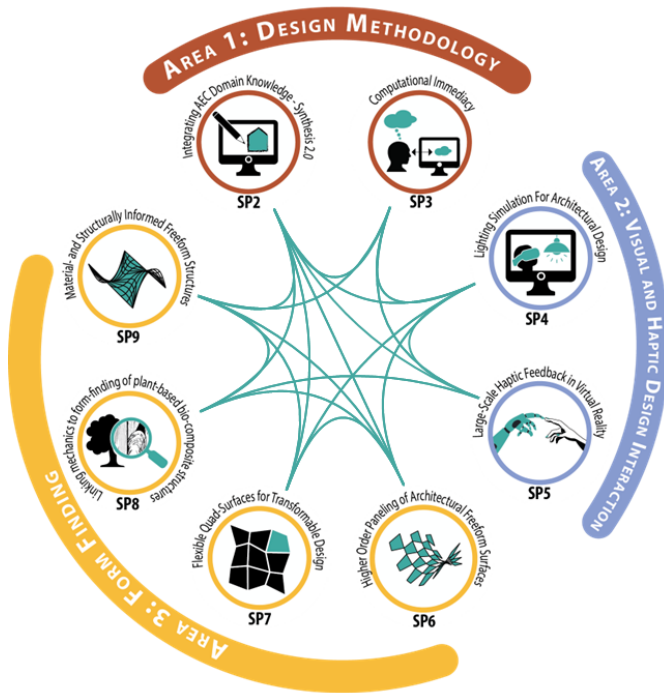 AREA 1: DESIGN METHODOLOGY
Integrating AEC Domain Knowledge - Synthesis 2.0
SP2
Computational Immediacy
SP3
AREA 2: VISUAL AND HAPTIC DESIGN INTERACTION
Lighting Simulation For Architectural Design
SP4
Large-Scale Haptic Feedback in Virtual Reality
SP5
Higher Order Paneling of Architectural Freeform Surfaces
SP6
Flexible Quad-Surfaces for Transformable Design
SP7
Linking mechanics to form-finding of plant-based bio-composite structures
SP8
Material- and Structurally Informed Freeform Structures
SP9
AREA 3: FORM FINDING